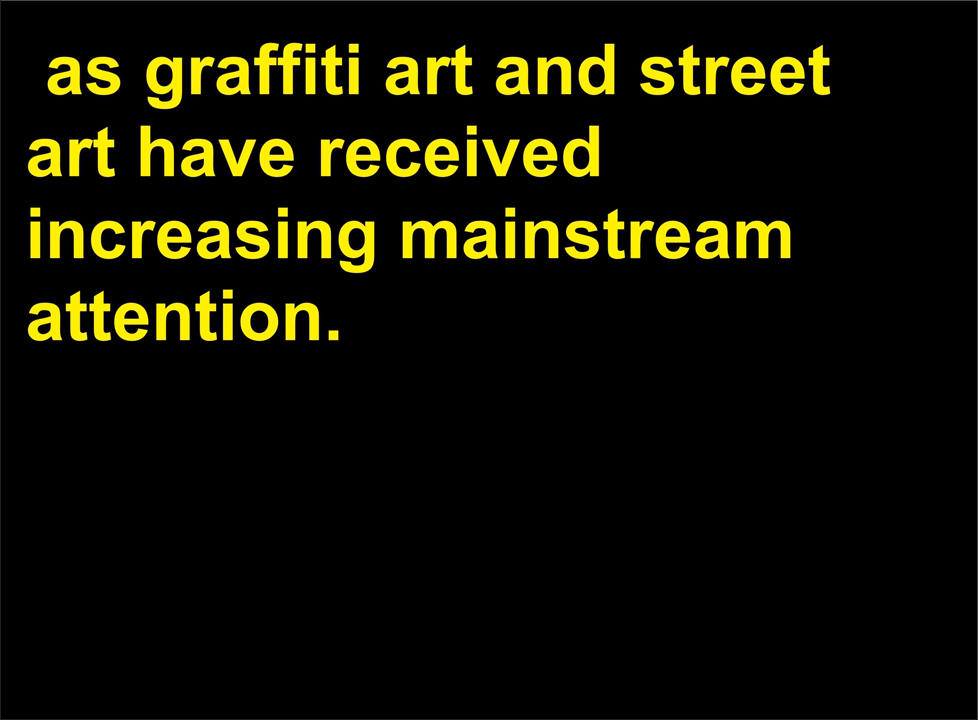 as graffiti art and street
art have received
increasing mainstream
attention.